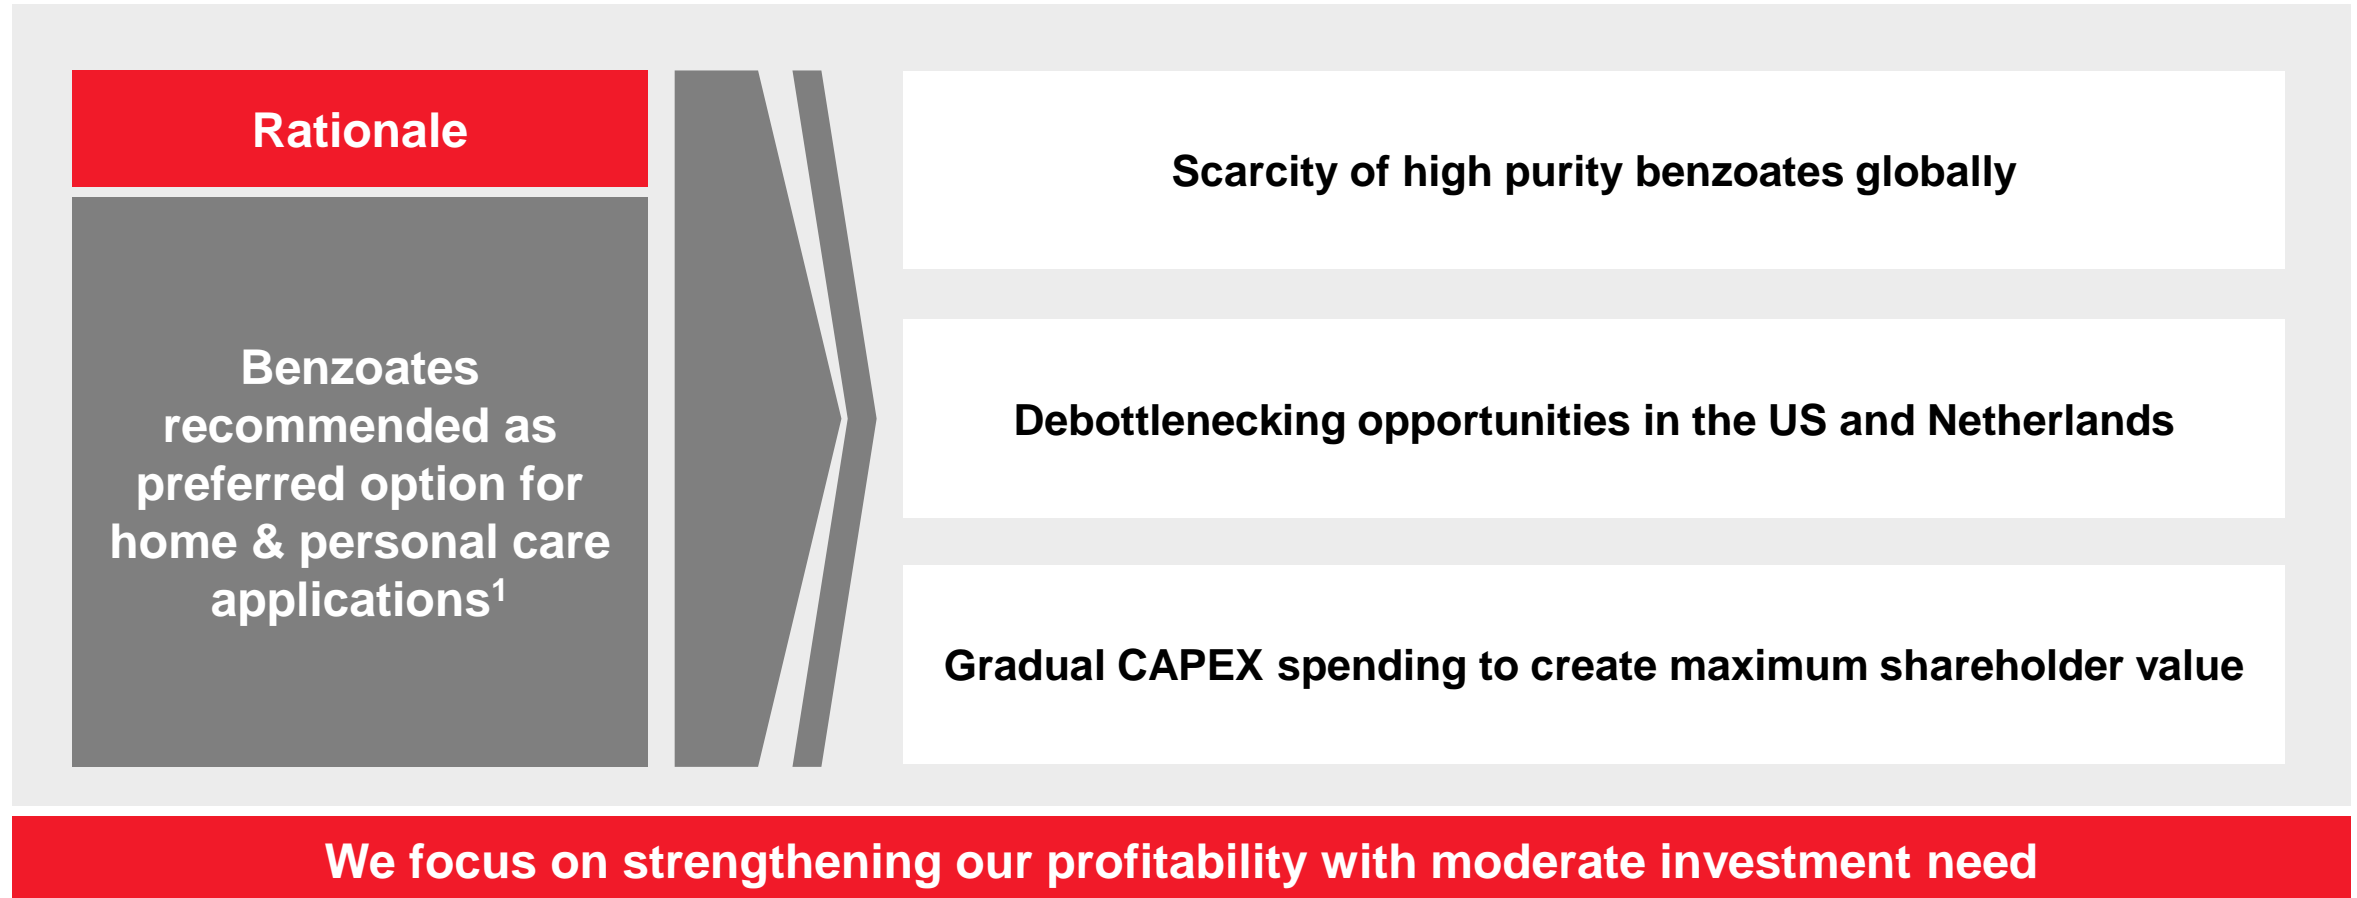 Rationale
Benzoates
recommended as
preferred option for
home & personal care
applications¹
Scarcity of high purity benzoates globally
Debottlenecking opportunities in the US and Netherlands
Gradual CAPEX spending to create maximum shareholder value
We focus on strengthening our profitability with moderate investment need